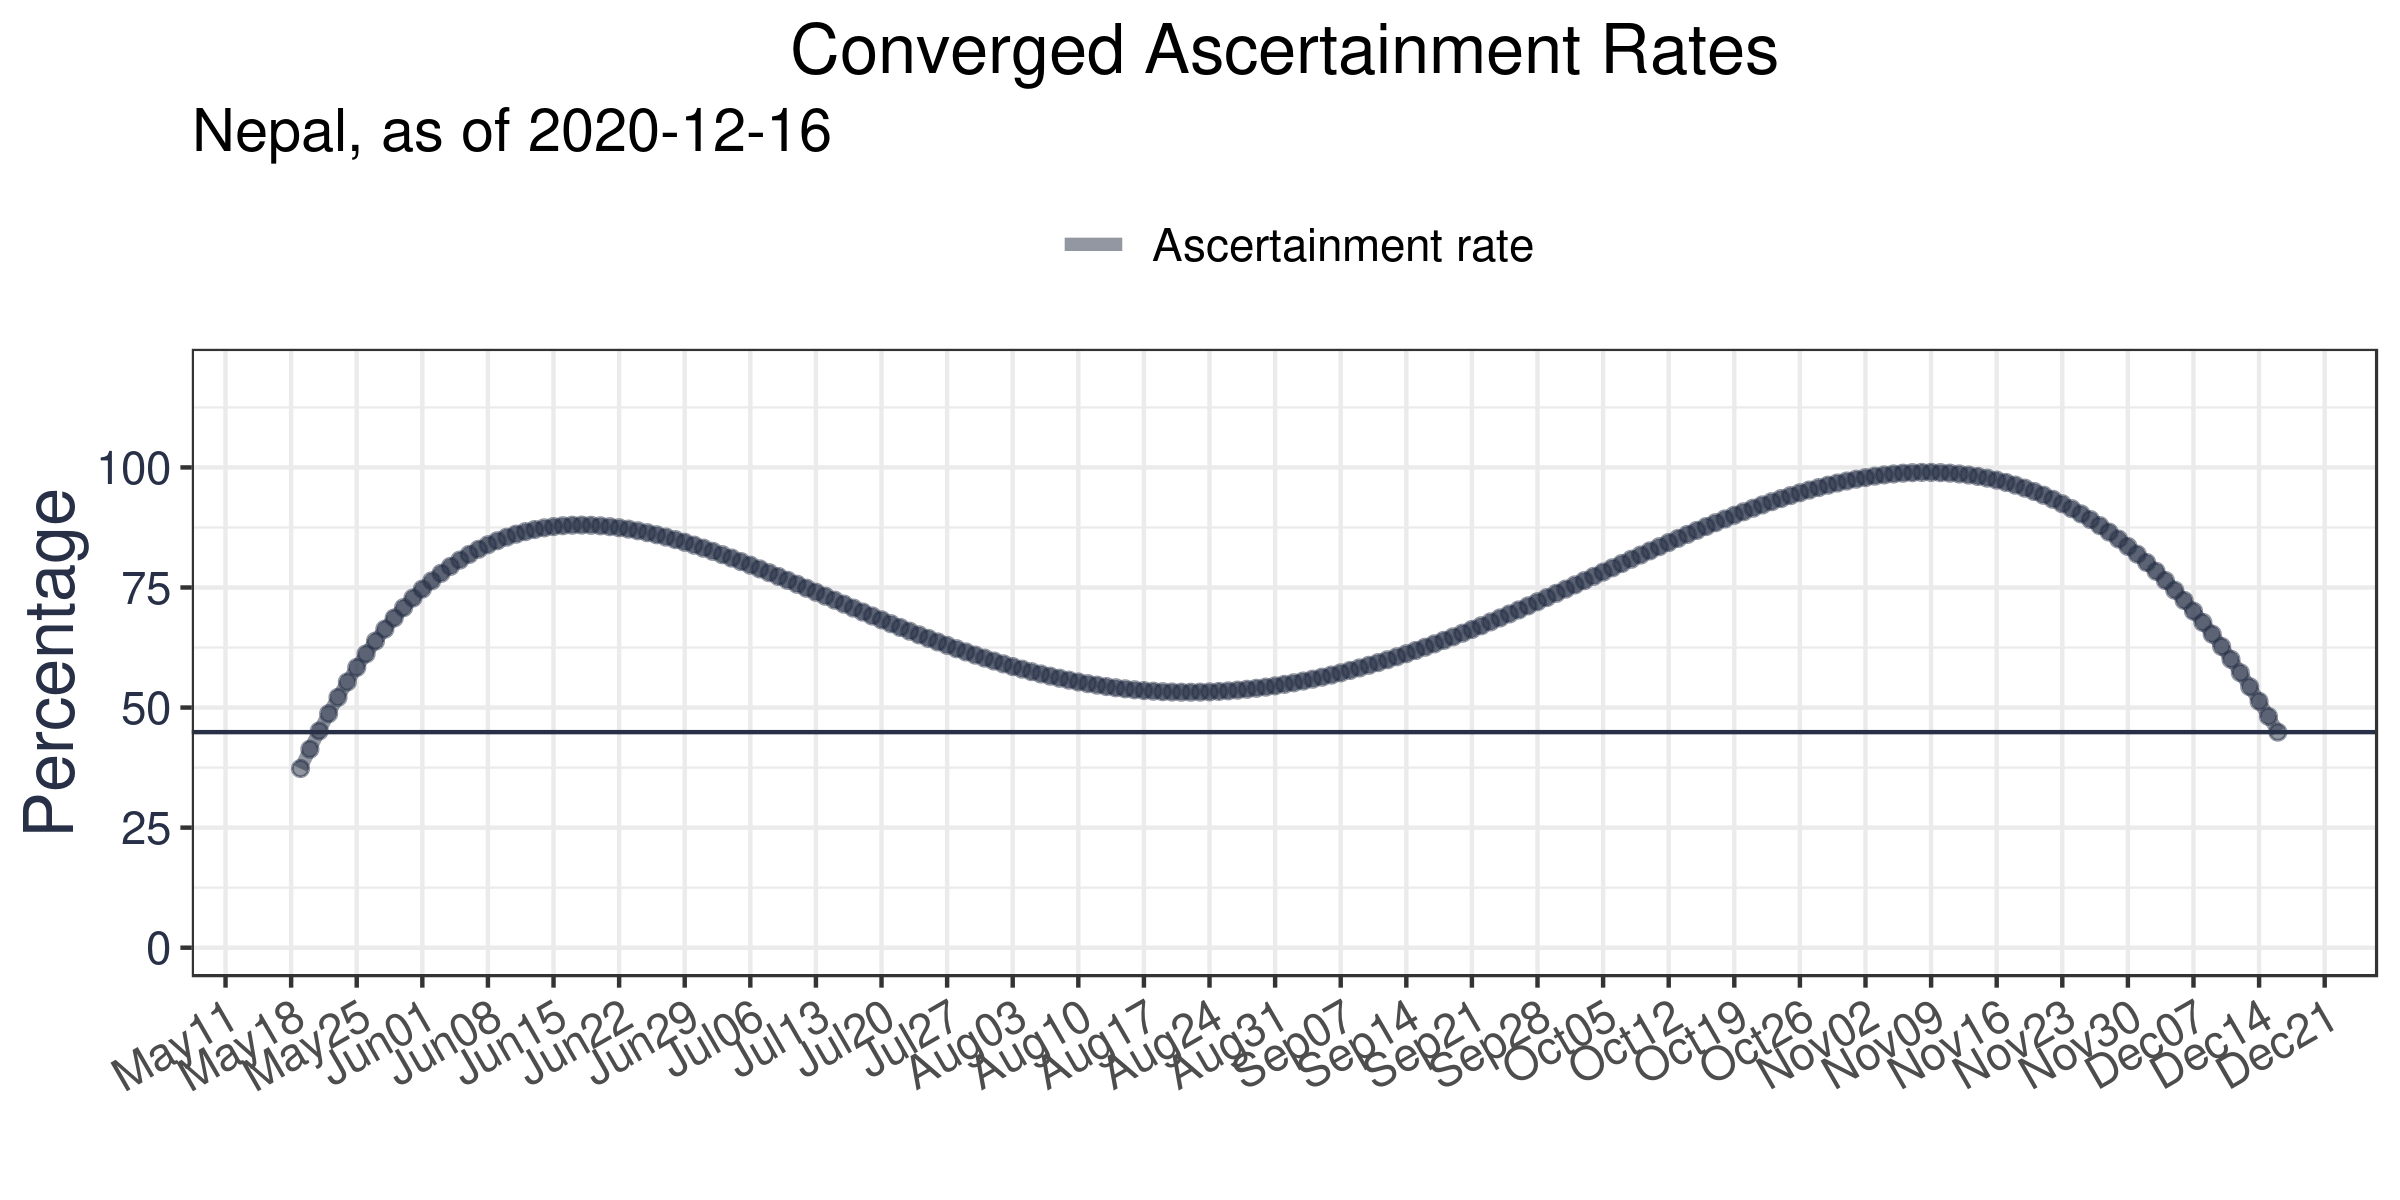 Converged Ascertainment Rates
Nepal, as of 2020-12-16
Ascertainment rate
Percentage
100
75
50
25
0
May11 May18 May25 Jun01 Jun08 Jun15 Jun22 Jun29 Jul06 Jul13 Jul20 Jul27 Aug03 Aug10 Aug17 Aug24 Aug31 Sep07 Sep14 Sep21 Sep28 Oct05 Oct12 Oct19 Oct26 Nov02 Nov09 Nov16 Nov23 Nov30 Dec07 Dec14 Dec21